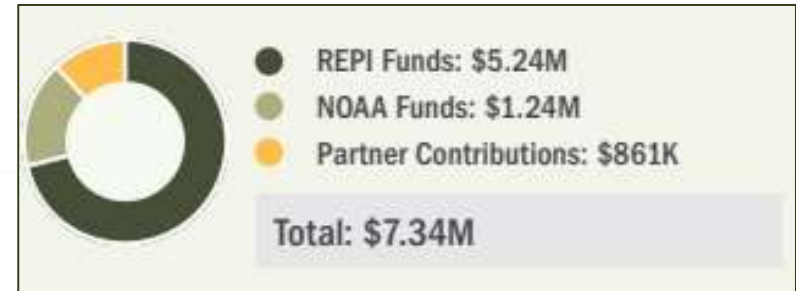 REPI Funds: $5.24M
NOAA Funds: $1.24M
Partner Contributions: $861K
Total: $7.34M